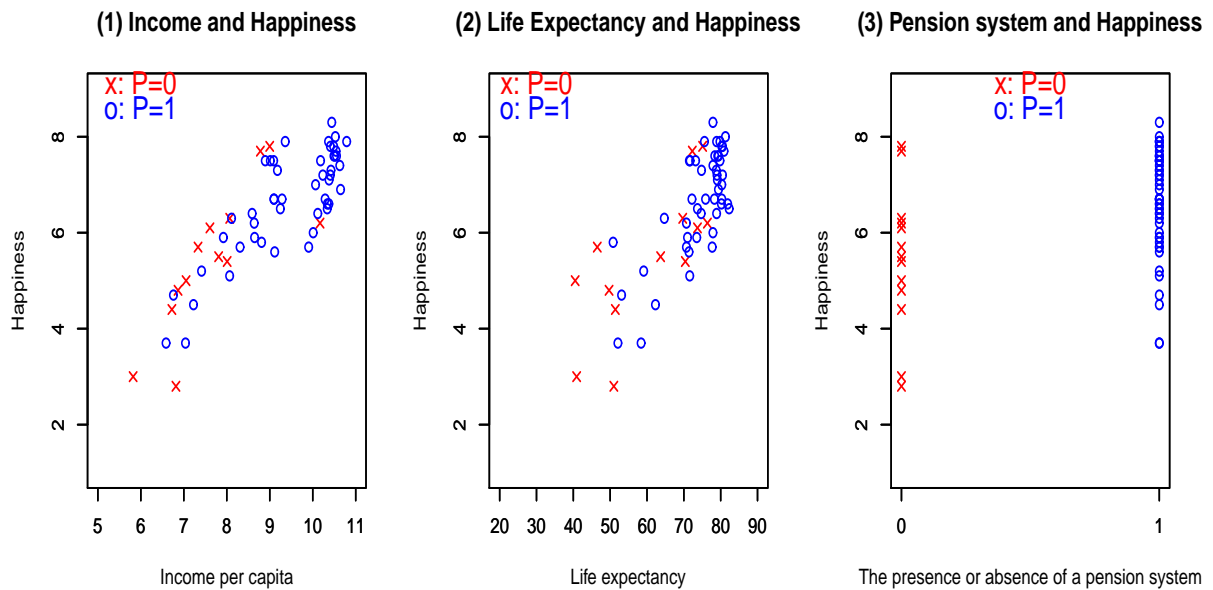 (1) Income and Happiness
x: P=0
o: P=1
Happiness
8
6
4
2
5 6 7 8 9 10 11
Income per capita
(2) Life Expectancy and Happiness
x: P=0
o: P=1
Happiness
8
6
4
2
20 30 40 50 60 70 80 90
Life expectancy
(3) Pension system and Happiness
x: P=0
o: P=1
Happiness
8
6
4
2
0 1
The presence or absence of a pension system